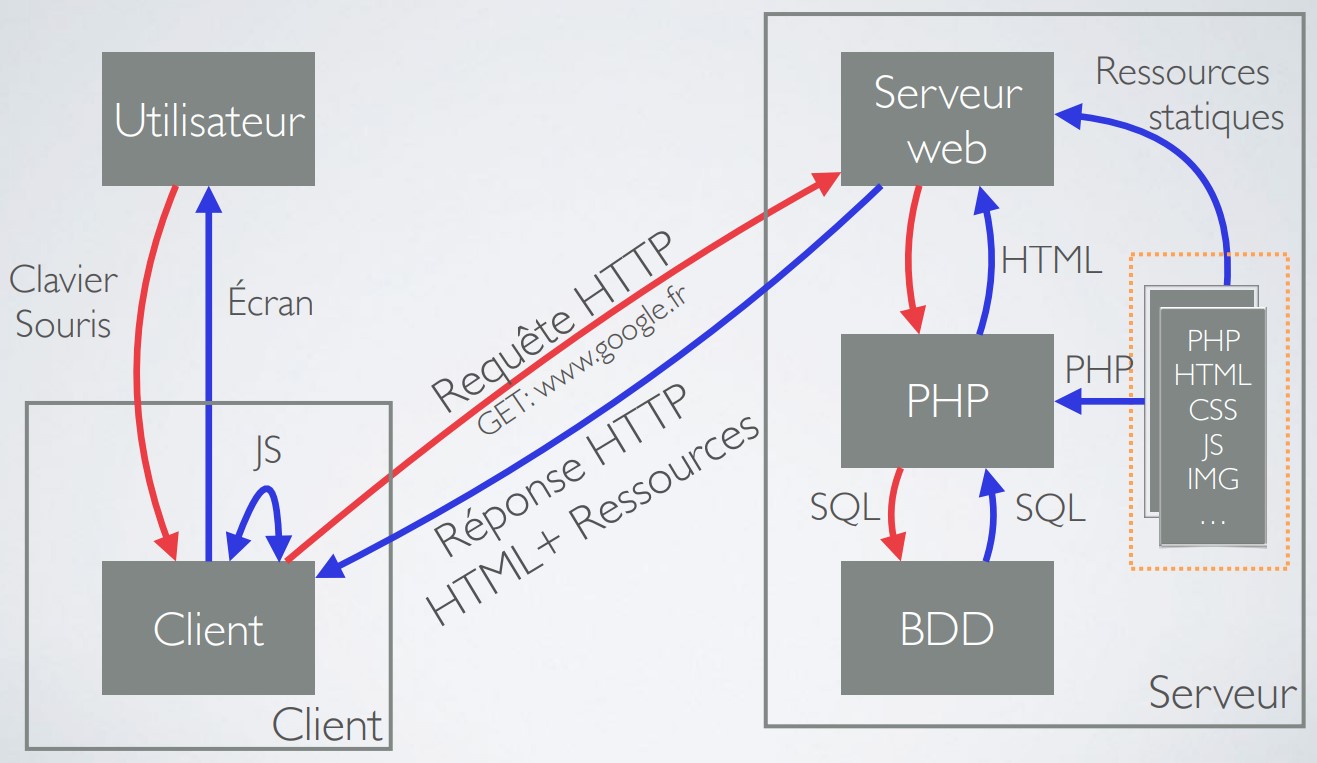 Utilisateur
Clavier
Souris
Écran
JS
Client
Client
Requête HTTP
GET: www.google.fr
Réponse HTTP
HTML+ Ressources
Serveur
web
Ressources
statiques
HTML
PHP
PHP
PHP
HTML
CSS
JS
IMG
...
SQL
SQL
BDD
Serveur